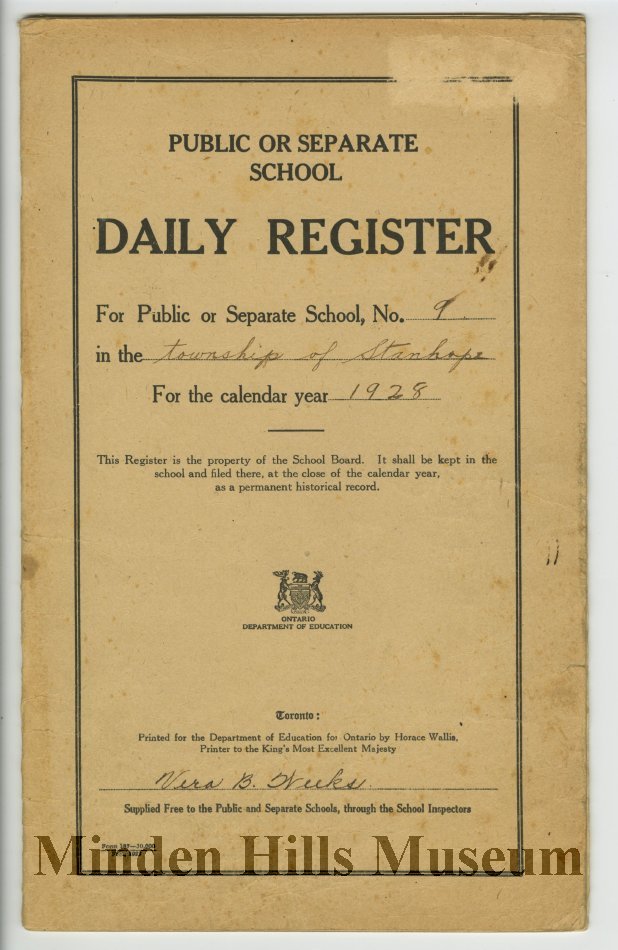 PUBLIC OR SEPARATE
SCHOOL
DAILY REGISTER
For Public or Separate School, No. 9
in the township of Stanhope
For the calendar year 1928
This Register is the property of the School Board. It shall be kept in the
school and filed there, at the close of the calendar year,
as a permanent historical record.
ONTARIO
DEPARTMENT OF EDUCATION
Toronto:
Printed for the Department of Education for Ontario by Horace Wallis,
Printer to the King's Most Excellent Majesty
Vera B. Weeks
Supplied Free to the Public and Separate Schools, through the School Inspectors
Minden Hills Museum